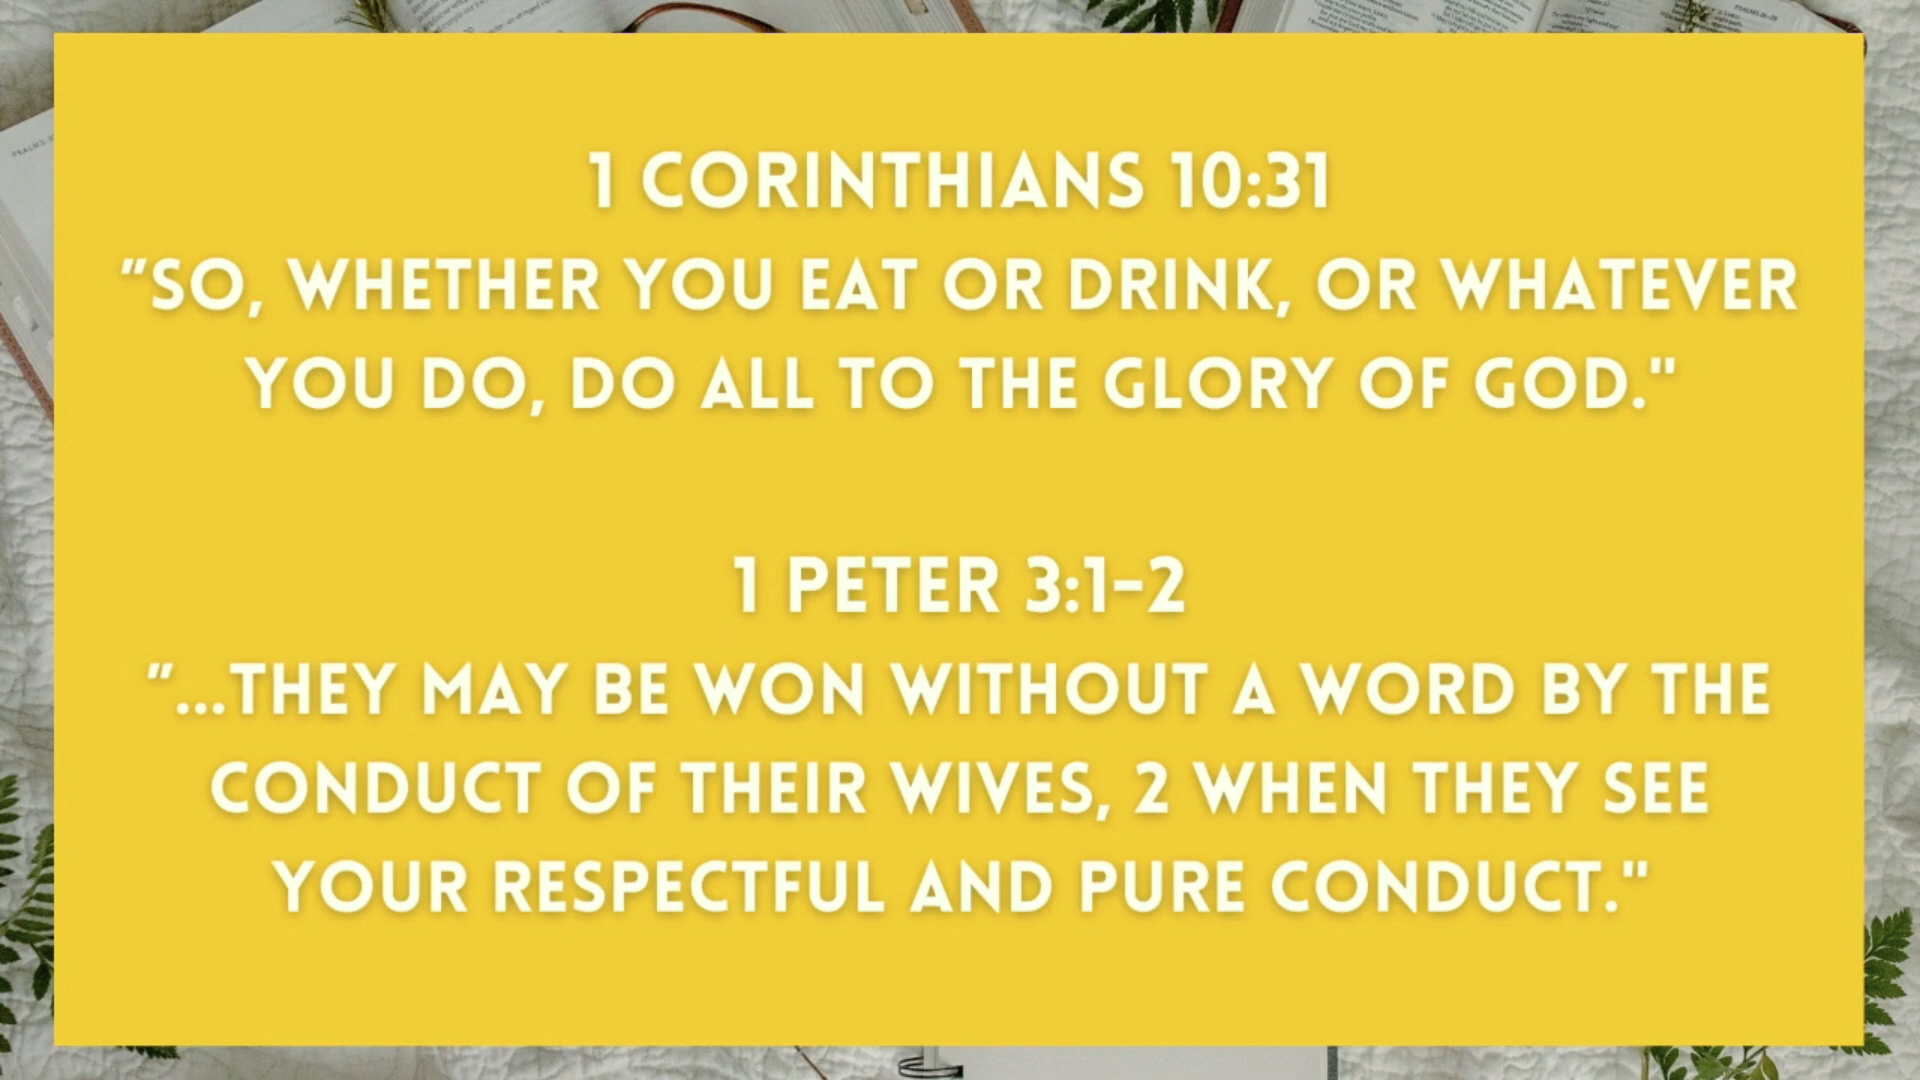 1 CORINTHIANS 10:31
"SO, WHETHER YOU EAT OR DRINK, OR WHATEVER
YOU DO, DO ALL TO THE GLORY OF GOD."
1 PETER 3:1-2
"...THEY MAY BE WON WITHOUT A WORD BY THE
CONDUCT OF THEIR WIVES, 2 WHEN THEY SEE
YOUR RESPECTFUL AND PURE CONDUCT."